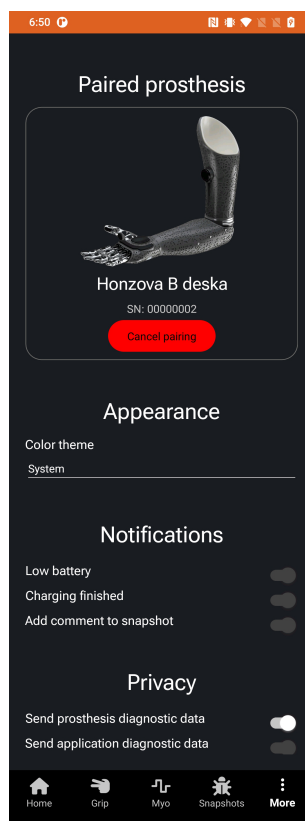 6:50
Paired prosthesis
Honzova B deska
SN: 00000002
Cancel pairing
Appearance
Color theme
System
Notifications
Low battery
Charging finished
Add comment to snapshot
Privacy
Send prosthesis diagnostic data
Send application diagnostic data
Home Grip Myo Snapshots More